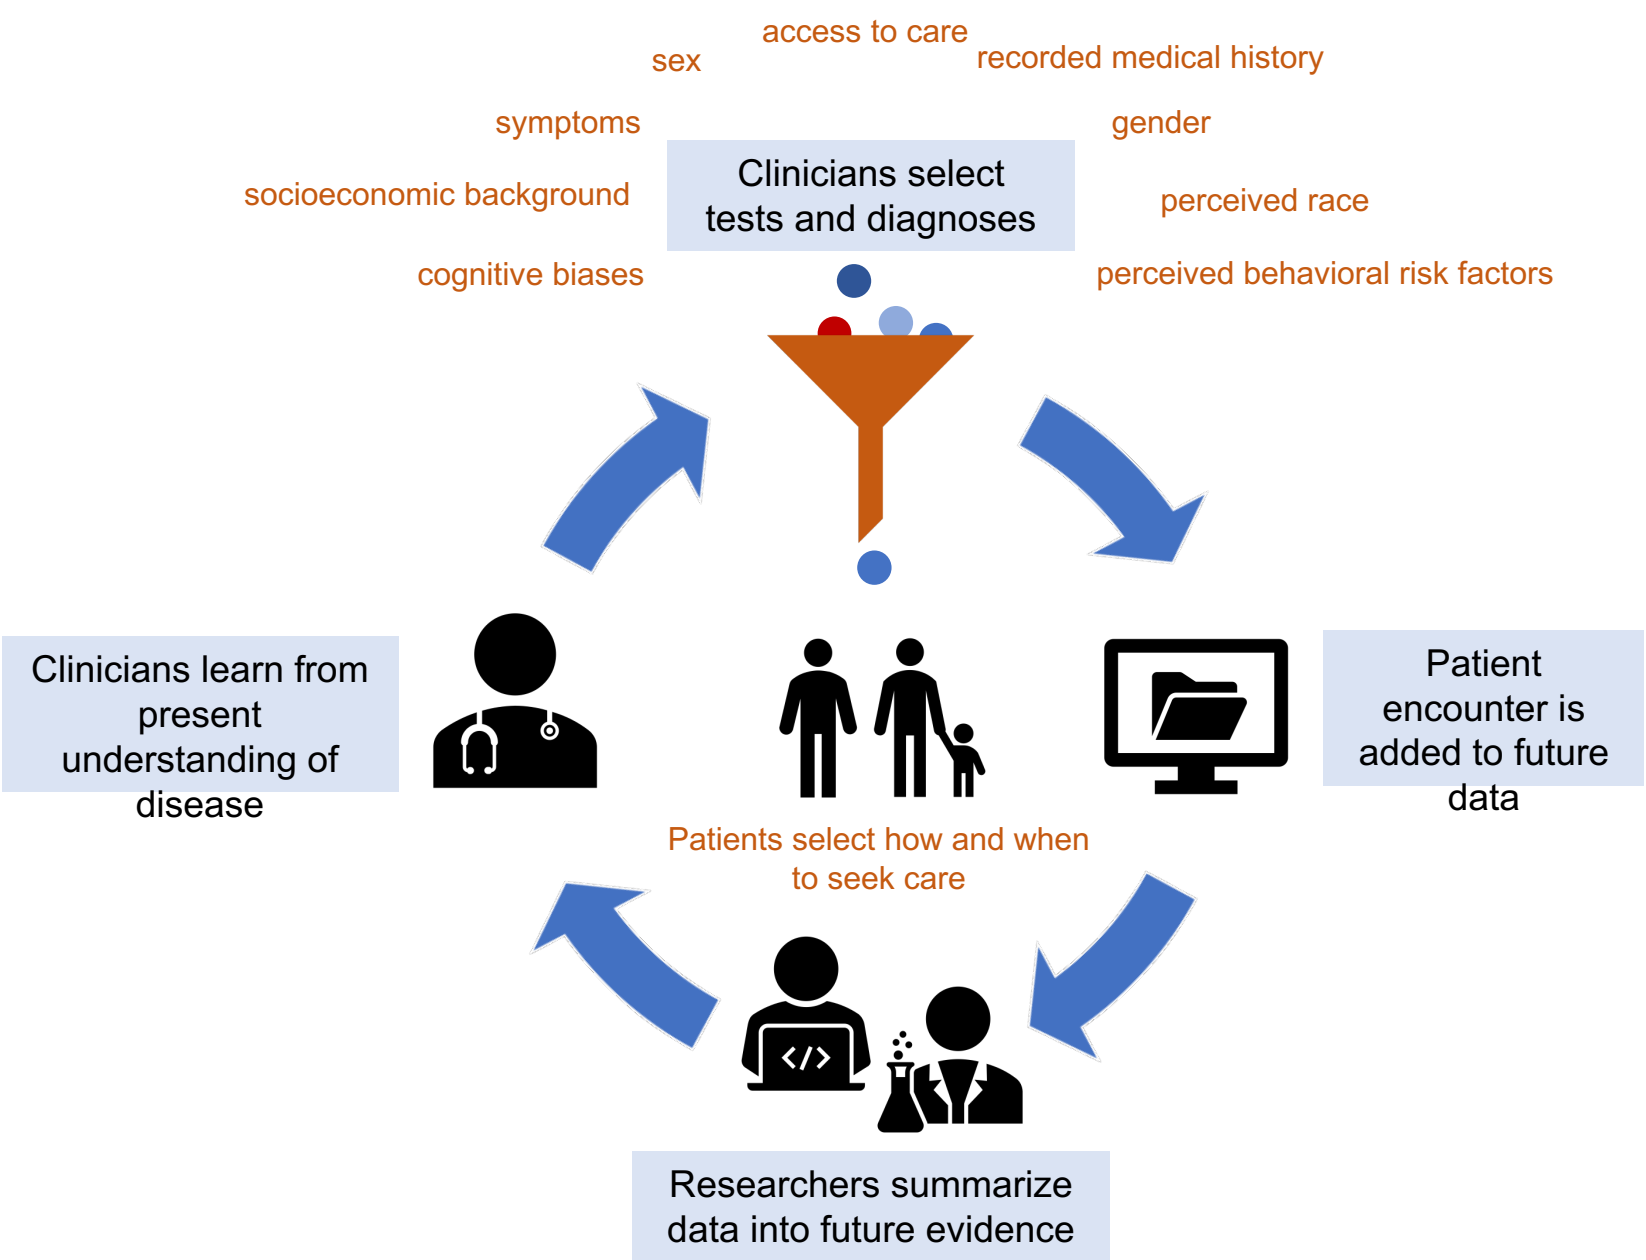 access to care
sex
recorded medical history
symptoms
gender
Clinicians select
tests and diagnoses
socioeconomic background
perceived race
cognitive biases
perceived behavioral risk factors
Clinicians learn from
present
understanding of
disease
Patient
encounter is
added to future
data
Patients select how and when
to seek care
</>
Researchers summarize
data into future evidence